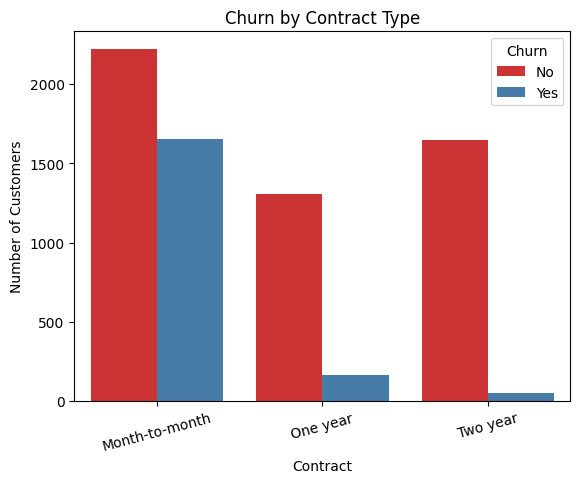 Churn by Contract Type
Churn
No
Yes
Number of Customers
2000
1500
1000
500
0
Month-to-month
One year
Two year
Contract